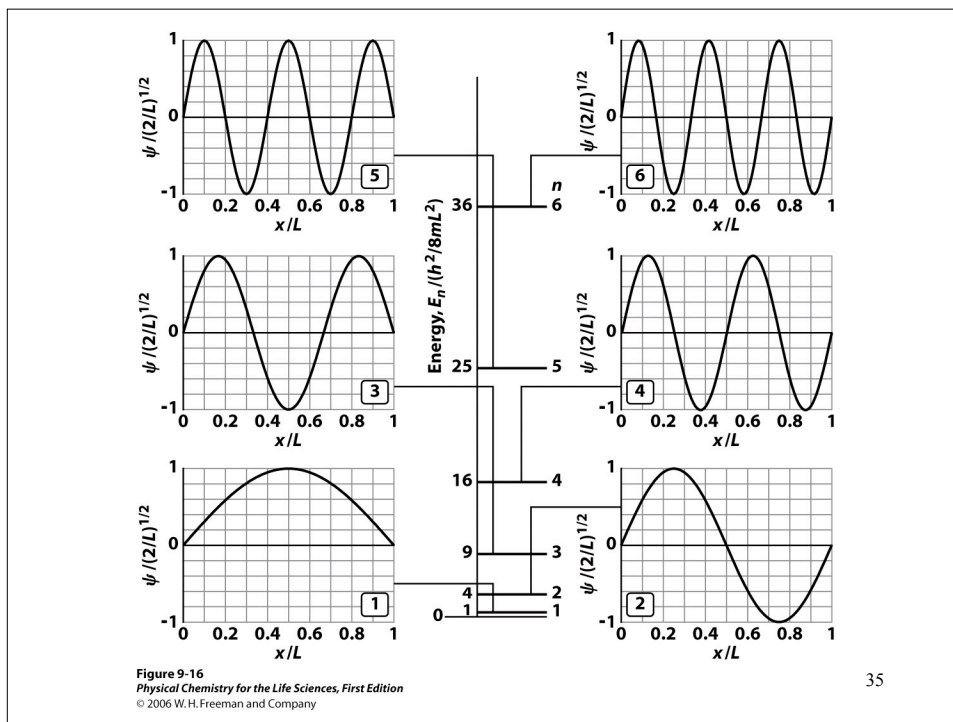 1
0
-1
ψ/(2/L)^1/2
5
0 0.2 0.4 0.6 0.8 1
x/L
1
0
-1
ψ/(2/L)^1/2
6
0 0.2 0.4 0.6 0.8 1
x/L
1
0
-1
ψ/(2/L)^1/2
3
0 0.2 0.4 0.6 0.8 1
x/L
1
0
-1
ψ/(2/L)^1/2
4
0 0.2 0.4 0.6 0.8 1
x/L
1
0
-1
ψ/(2/L)^1/2
1
0 0.2 0.4 0.6 0.8 1
x/L
1
0
-1
ψ/(2/L)^1/2
2
0 0.2 0.4 0.6 0.8 1
x/L
Energy, E_n/(h²/8mL²)
n
36 6
25 5
16 4
9 3
4 2
1 1
0
Figure 9-16
Physical Chemistry for the Life Sciences, First Edition
© 2006 W. H. Freeman and Company
35